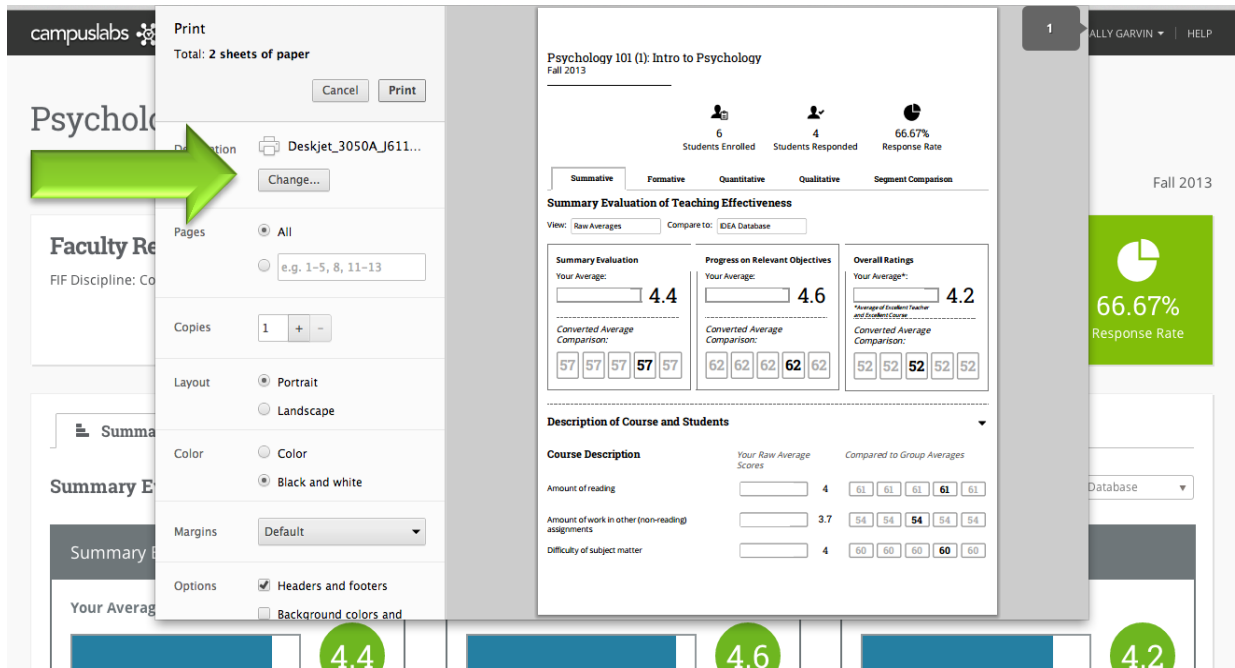 campuslabs
ALLY GARVIN
HELP
Print
Total: 2 sheets of paper
Cancel
Print
Destination
Deskjet_3050A_J611...
Change...
Pages
All
e.g. 1-5, 8, 11-13
Copies
1
+
-
Layout
Portrait
Landscape
Color
Color
Black and white
Margins
Default
Options
Headers and footers
Background colors and
1
Psychology 101 (1): Intro to Psychology
Fall 2013
6
4
66.67%
Students Enrolled
Students Responded
Response Rate
Summative
Formative
Quantitative
Qualitative
Segment Comparison
Summary Evaluation of Teaching Effectiveness
View: Raw Averages
Compare to: IDEA Database
Summary Evaluation
Your Average:
4.4
Converted Average
Comparison:
57 57 57 57 57
Progress on Relevant Objectives
Your Average:
4.6
Converted Average
Comparison:
62 62 62 62 62
Overall Ratings
Your Average*:
4.2
*Average of Excellent Teacher
and Excellent Course
Converted Average
Comparison:
52 52 52 52 52
Description of Course and Students
Course Description
Your Raw Average
Scores
Compared to Group Averages
Amount of reading
4
61 61 61 61 61
Amount of work in other (non-reading)
assignments
3.7
54 54 54 54 54
Difficulty of subject matter
4
60 60 60 60 60
Psycholo
Fall 2013
Faculty Re
FIF Discipline: Co
66.67%
Response Rate
Summa
Summary E
Database
Summary E
Your Averag
4.4
4.6
4.2